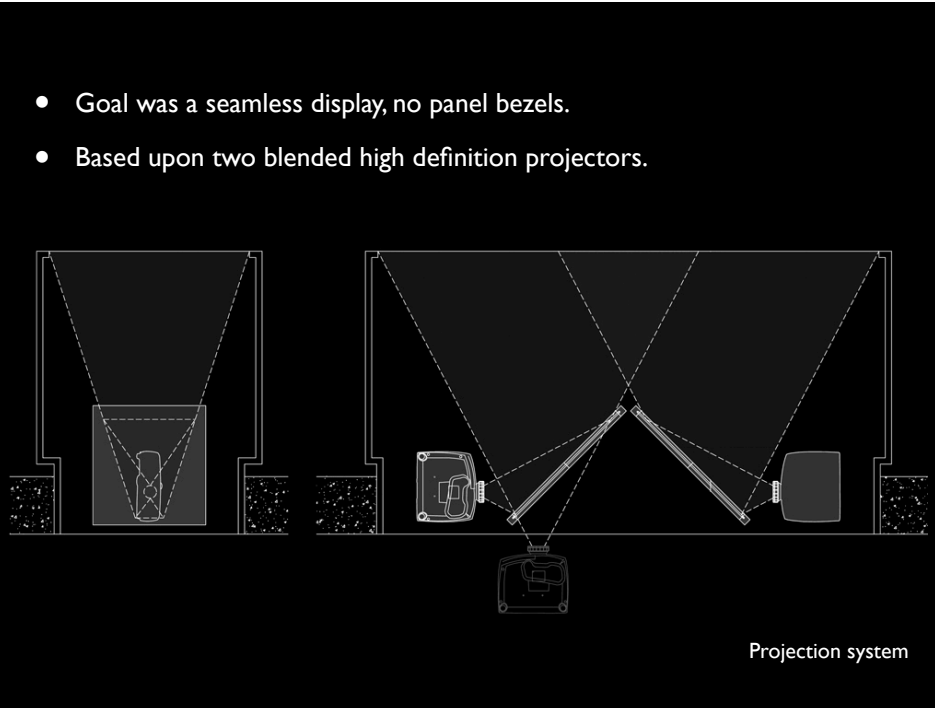 • Goal was a seamless display, no panel bezels.
• Based upon two blended high definition projectors.
Projection system